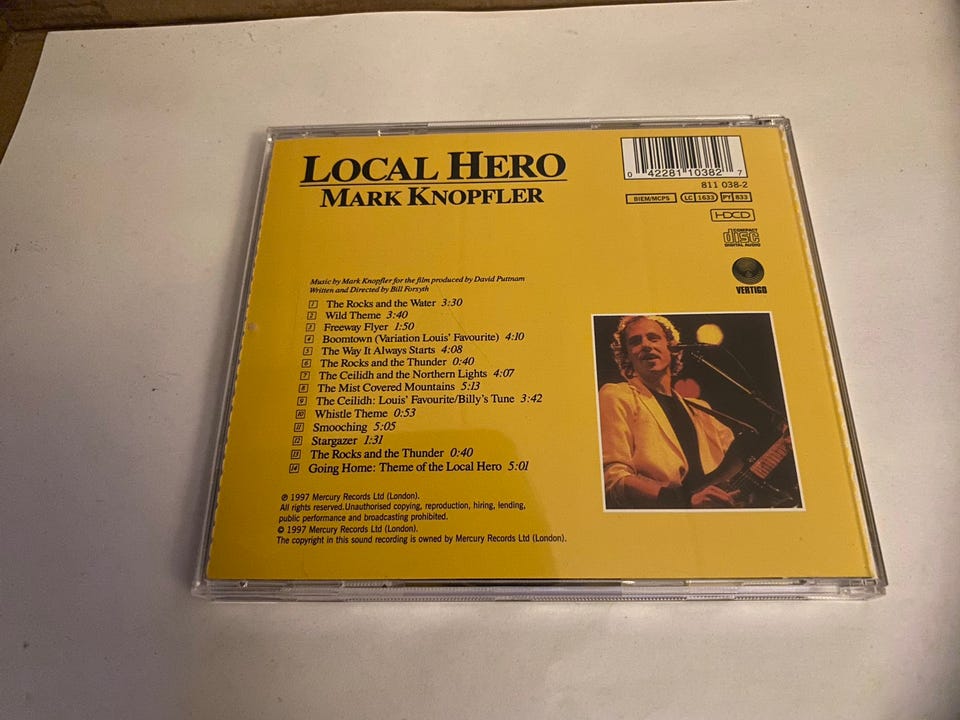 LOCAL HERO
MARK KNOPFLER
0 42281 10382 7
811 038-2
BIEM/MCPS LC 1633 PY 833
HDCD
COMPACT
disc
DIGITAL AUDIO
VERTIGO
Music by Mark Knopfler for the film produced by David Puttnam
Written and Directed by Bill Forsyth
1 The Rocks and the Water 3:30
2 Wild Theme 3:40
3 Freeway Flyer 1:50
4 Boomtown (Variation Louis' Favourite) 4:10
5 The Way It Always Starts 4:08
6 The Rocks and the Thunder 0:40
7 The Ceilidh and the Northern Lights 4:07
8 The Mist Covered Mountains 5:13
9 The Ceilidh: Louis' Favourite/Billy's Tune 3:42
10 Whistle Theme 0:53
11 Smooching 5:05
12 Stargazer 1:31
13 The Rocks and the Thunder 0:40
14 Going Home: Theme of the Local Hero 5:01
℗ 1997 Mercury Records Ltd (London).
All rights reserved.Unauthorised copying, reproduction, hiring, lending,
public performance and broadcasting prohibited.
© 1997 Mercury Records Ltd (London).
The copyright in this sound recording is owned by Mercury Records Ltd (London).